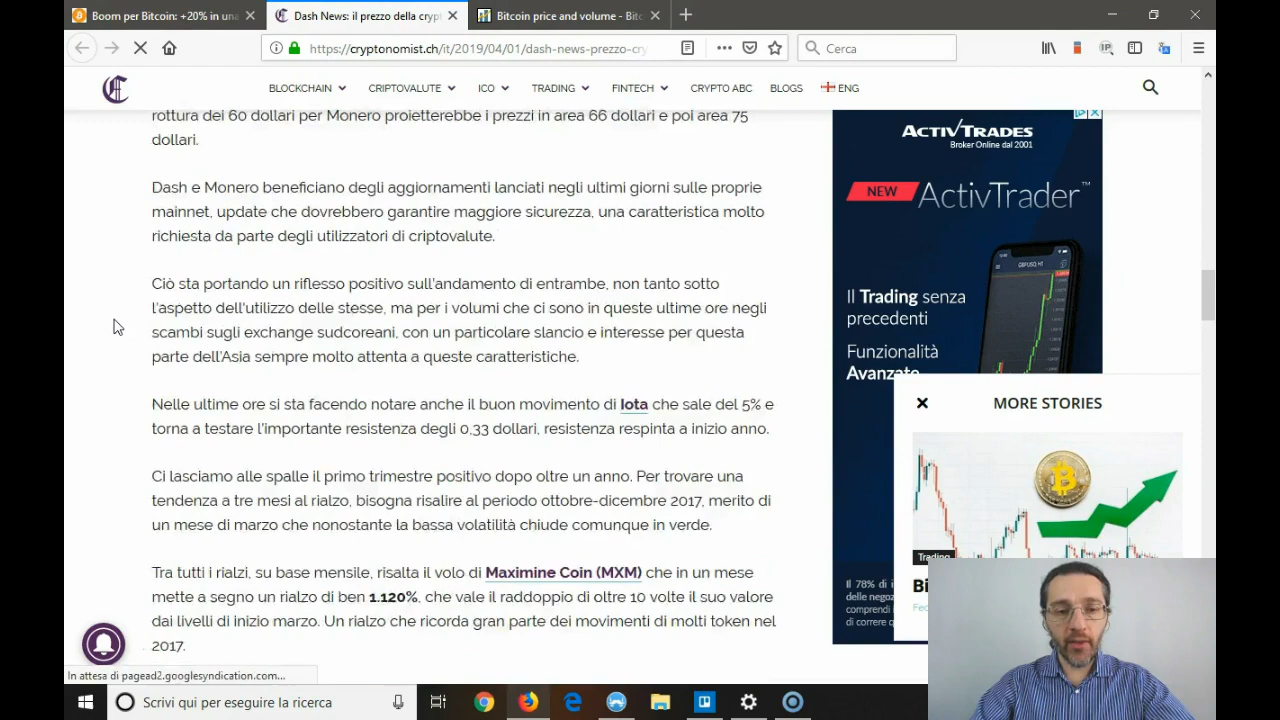 Boom per Bitcoin: +20% in una
Dash News: il prezzo della crypt
Bitcoin price and volume - Bitc
https://cryptonomist.ch/it/2019/04/01/dash-news-prezzo-cry
Cerca
BLOCKCHAIN
CRIPTOVALUTE
ICO
TRADING
FINTECH
CRYPTO ABC
BLOGS
ENG
rottura dei 60 dollari per Monero proietterebbe i prezzi in area 66 dollari e poi area 75
dollari.
Dash e Monero beneficiano degli aggiornamenti lanciati negli ultimi giorni sulle proprie
mainnet, update che dovrebbero garantire maggiore sicurezza, una caratteristica molto
richiesta da parte degli utilizzatori di criptovalute.
Ciò sta portando un riflesso positivo sull'andamento di entrambe, non tanto sotto
l'aspetto dell'utilizzo delle stesse, ma per i volumi che ci sono in queste ultime ore negli
scambi sugli exchange sudcoreani, con un particolare slancio e interesse per questa
parte dell'Asia sempre molto attenta a queste caratteristiche.
Nelle ultime ore si sta facendo notare anche il buon movimento di Iota che sale del 5% e
torna a testare l'importante resistenza degli 0,33 dollari, resistenza respinta a inizio anno.
Ci lasciamo alle spalle il primo trimestre positivo dopo oltre un anno. Per trovare una
tendenza a tre mesi al rialzo, bisogna risalire al periodo ottobre-dicembre 2017, merito di
un mese di marzo che nonostante la bassa volatilità chiude comunque in verde.
Tra tutti i rialzi, su base mensile, risalta il volo di Maximine Coin (MXM) che in un mese
mette a segno un rialzo di ben 1.120%, che vale il raddoppio di oltre 10 volte il suo valore
dai livelli di inizio marzo. Un rialzo che ricorda gran parte dei movimenti di molti token nel
2017.
ACTIVTRADES
Broker Online dal 2001
NEW
ActivTrader™
Il Trading senza
precedenti
Funzionalità
Avanzate
Il 78% di i
delle negoz
comprendi
di correre q
MORE STORIES
Trading
Bi
Fe
In attesa di pagead2.googlesyndication.com...
Scrivi qui per eseguire la ricerca